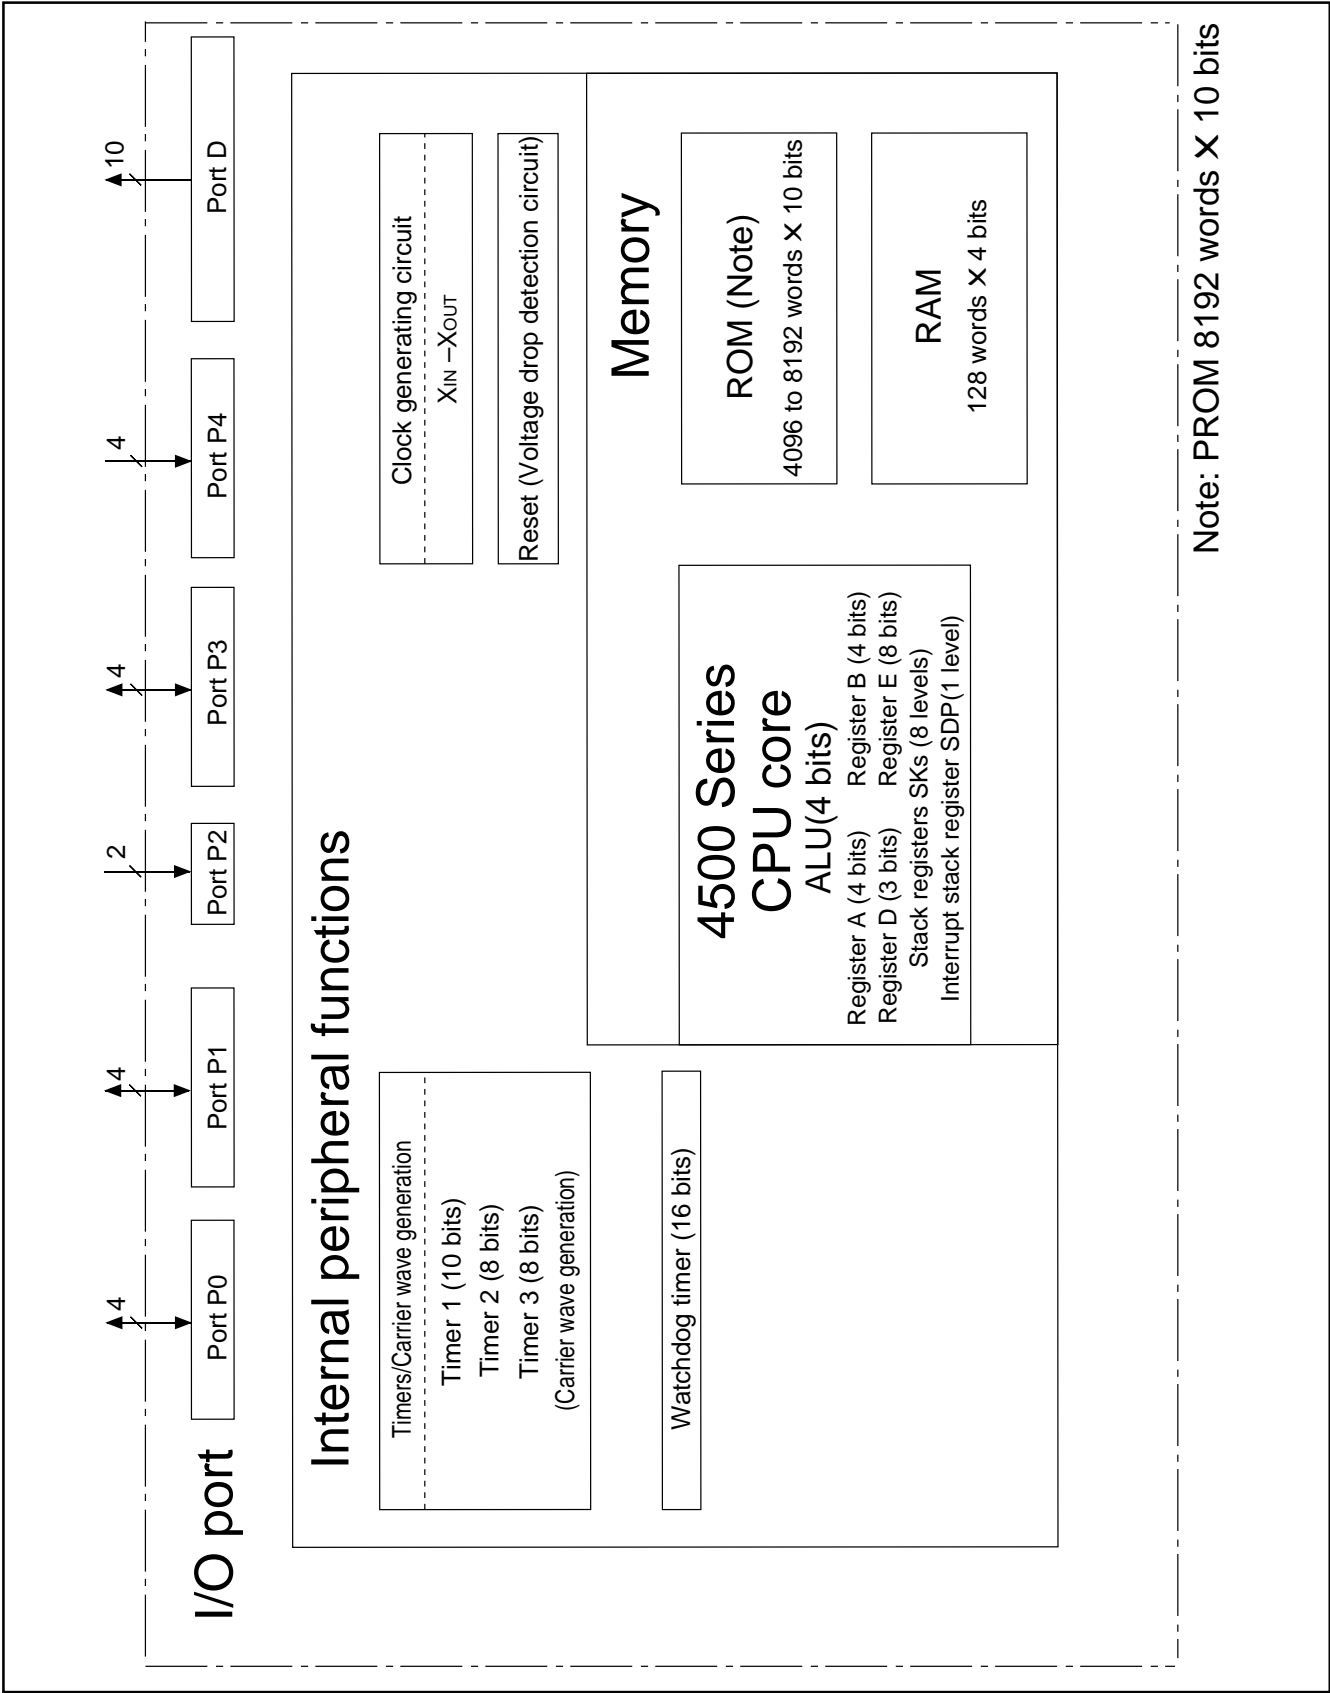 4
4
2
4
4
10
I/O port
Port P0
Port P1
Port P2
Port P3
Port P4
Port D
Internal peripheral functions
Timers/Carrier wave generation
Timer 1 (10 bits)
Timer 2 (8 bits)
Timer 3 (8 bits)
(Carrier wave generation)
Watchdog timer (16 bits)
Clock generating circuit
XIN –XOUT
Reset (Voltage drop detection circuit)
4500 Series
CPU core
ALU(4 bits)
Register A (4 bits) Register B (4 bits)
Register D (3 bits) Register E (8 bits)
Stack registers SKs (8 levels)
Interrupt stack register SDP(1 level)
Memory
ROM (Note)
4096 to 8192 words ✕ 10 bits
RAM
128 words ✕ 4 bits
Note: PROM 8192 words ✕ 10 bits